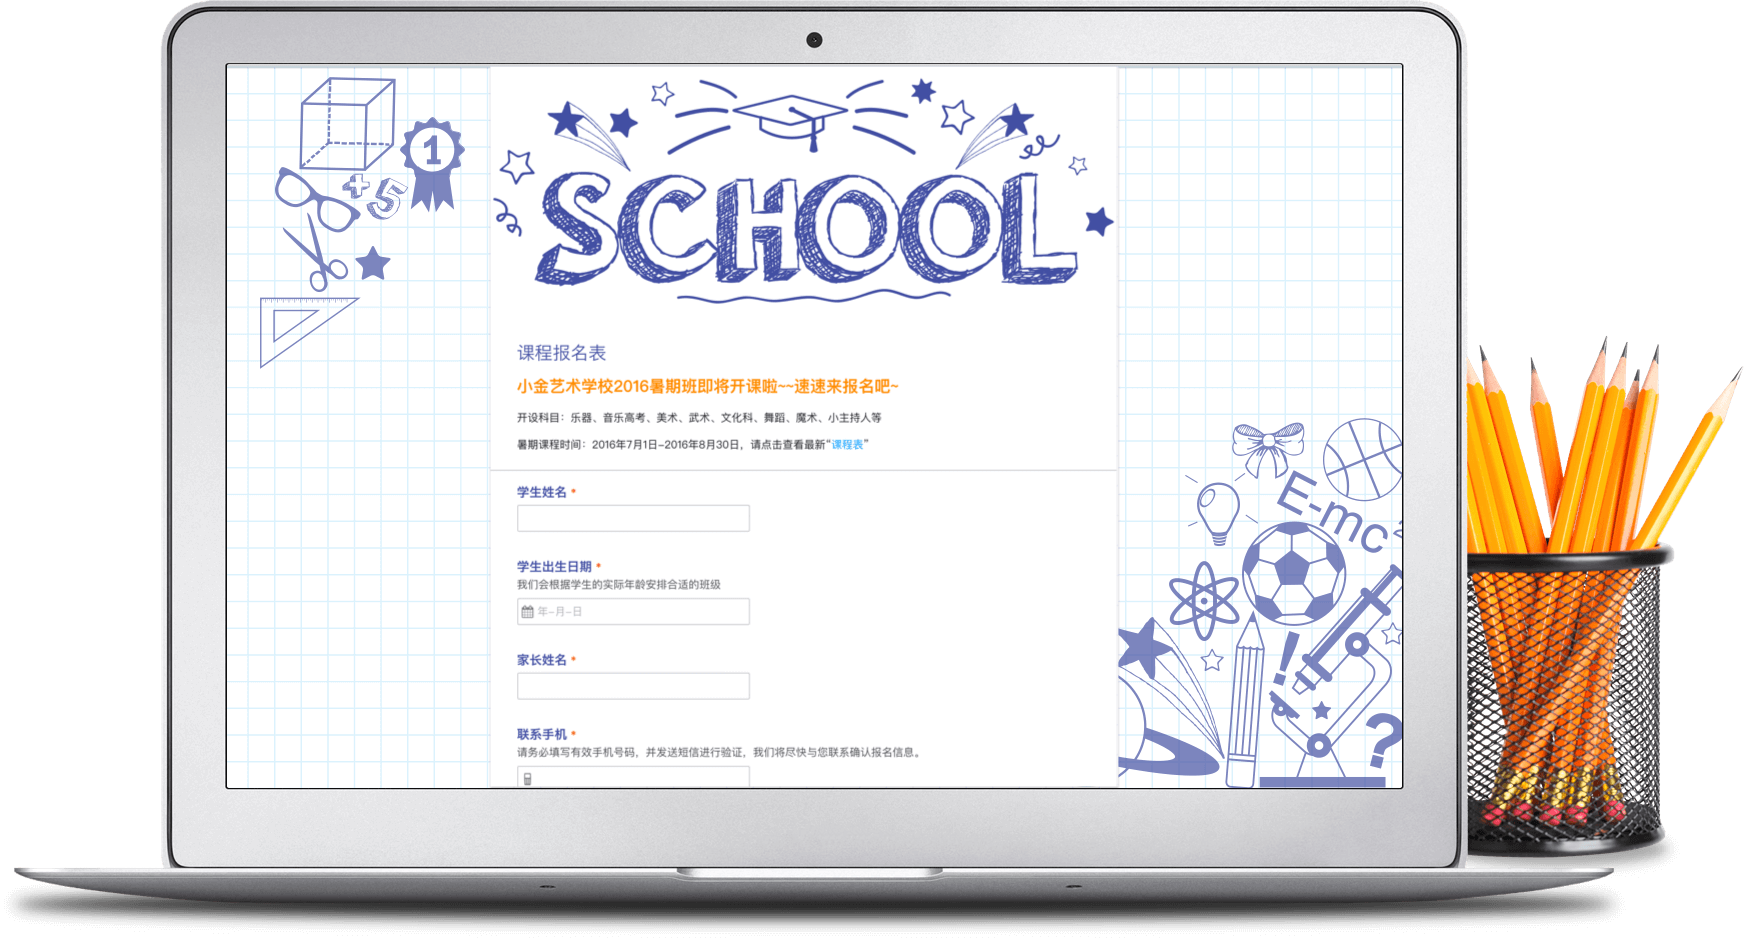 1
+5
SCHOOL
课程报名表
小金艺术学校2016暑期班即将开课啦~~速速来报名吧~
开设科目：乐器、音乐高考、美术、武术、文化科、舞蹈、魔术、小主持人等
暑期课程时间：2016年7月1日-2016年8月30日，请点击查看最新“课程表”
学生姓名 *
学生出生日期 *
我们会根据学生的实际年龄安排合适的班级
年-月-日
家长姓名 *
联系手机 *
请务必填写有效手机号码，并发送短信进行验证，我们将尽快与您联系确认报名信息。
E-mc²
!
?